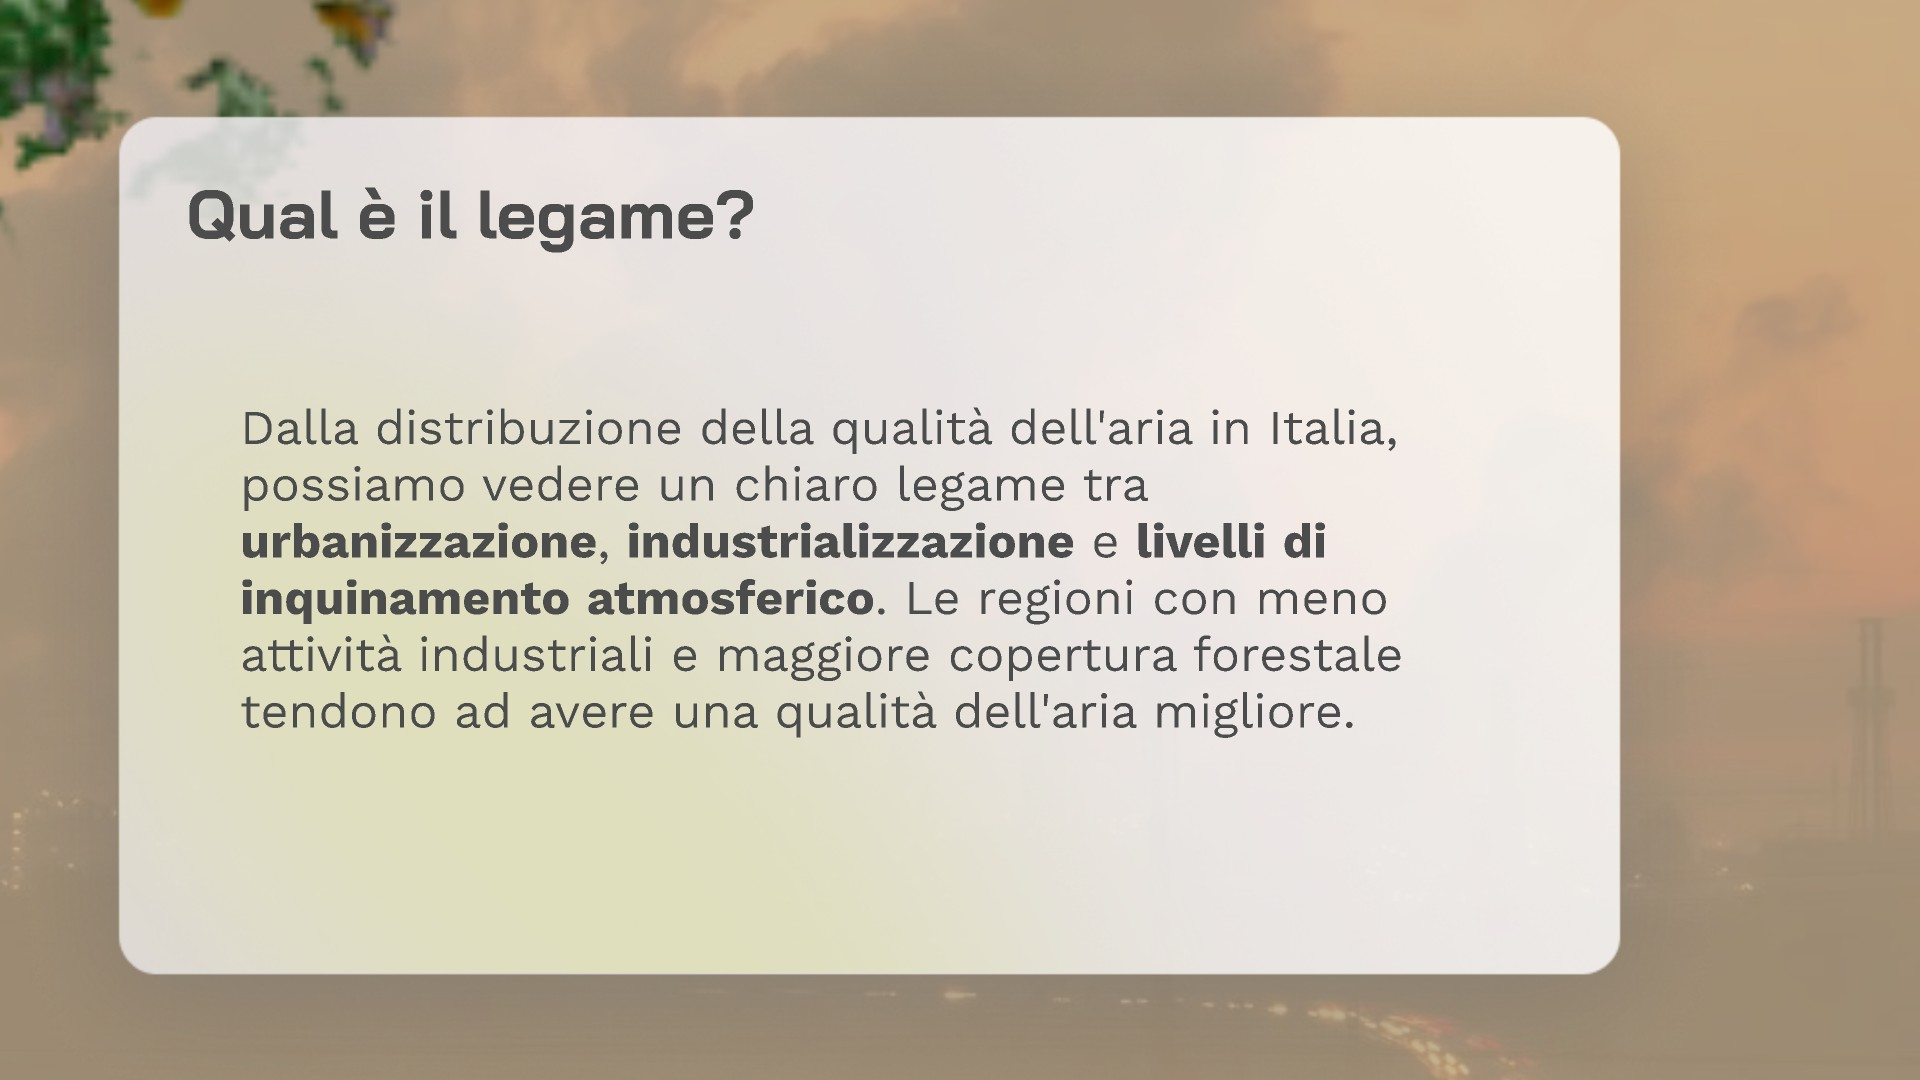 Qual è il legame?
Dalla distribuzione della qualità dell'aria in Italia,
possiamo vedere un chiaro legame tra
urbanizzazione, industrializzazione e livelli di
inquinamento atmosferico. Le regioni con meno
attività industriali e maggiore copertura forestale
tendono ad avere una qualità dell'aria migliore.